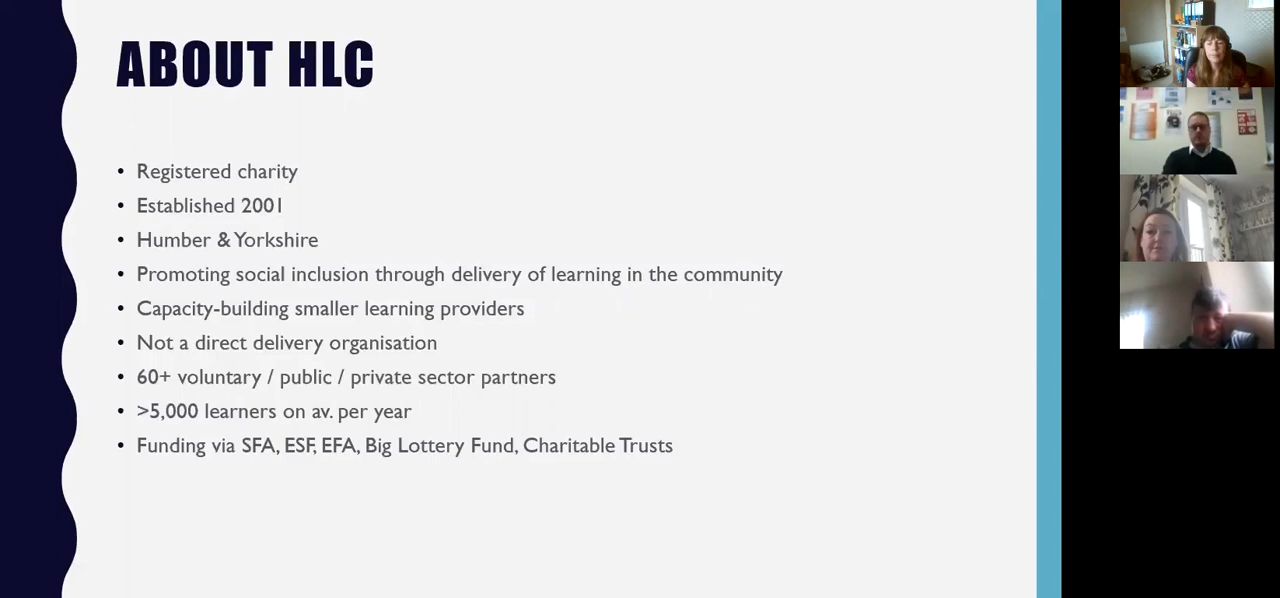 ABOUT HLC
• Registered charity
• Established 2001
• Humber & Yorkshire
• Promoting social inclusion through delivery of learning in the community
• Capacity-building smaller learning providers
• Not a direct delivery organisation
• 60+ voluntary / public / private sector partners
• >5,000 learners on av. per year
• Funding via SFA, ESF, EFA, Big Lottery Fund, Charitable Trusts